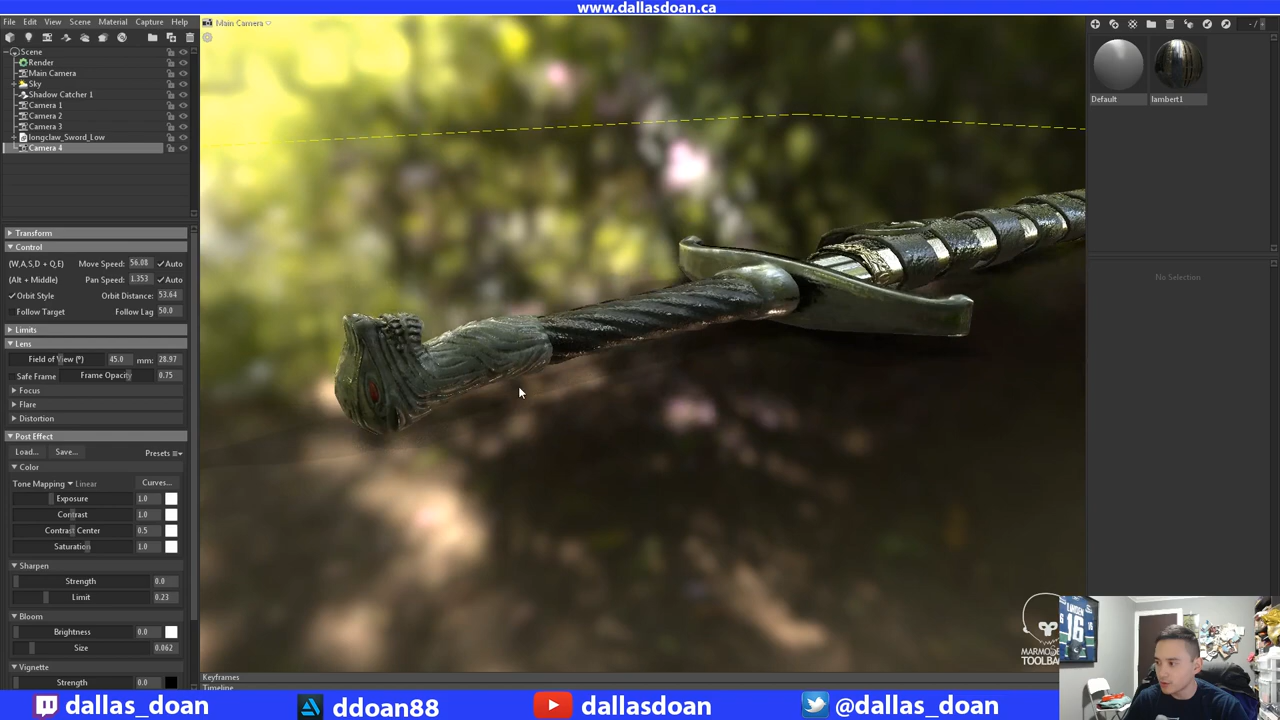 www.dallasdoan.ca
File Edit View Scene Material Capture Help
Main Camera
Scene
Render
Main Camera
Sky
Shadow Catcher 1
Camera 1
Camera 2
Camera 3
longclaw_Sword_Low
Camera 4
Default
lambert1
No Selection
Transform
Control
(W,A,S,D + Q,E) Move Speed: 56.08 Auto
(Alt + Middle) Pan Speed: 1.353 Auto
Orbit Style Orbit Distance: 53.64
Follow Target Follow Lag 50.0
Limits
Lens
Field of View (°) 45.0 mm: 28.97
Safe Frame Frame Opacity 0.75
Focus
Flare
Distortion
Post Effect
Load... Save... Presets
Color
Tone Mapping Linear Curves...
Exposure 1.0
Contrast 1.0
Contrast Center 0.5
Saturation 1.0
Sharpen
Strength 0.0
Limit 0.23
Bloom
Brightness 0.0
Size 0.062
Vignette
Strength 0.0
Keyframes
Timeline
16
dallas_doan ddoan88 dallasdoan @dallas_doan